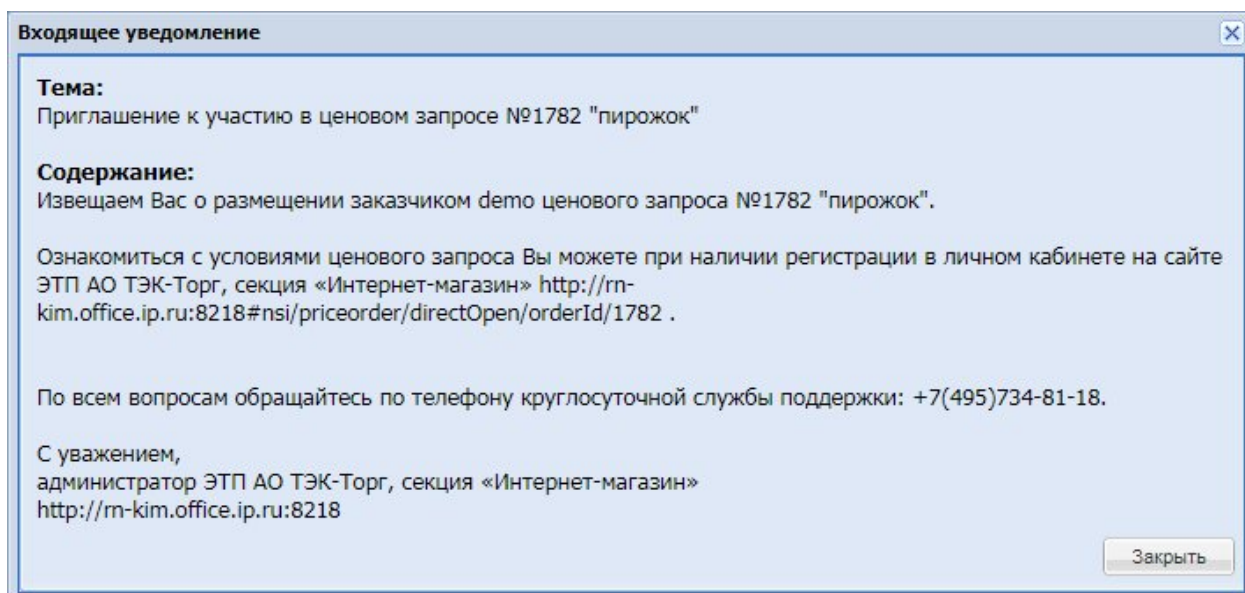 Входящее уведомление
Тема:
Приглашение к участию в ценовом запросе №1782 "пирожок"
Содержание:
Извещаем Вас о размещении заказчиком demo ценового запроса №1782 "пирожок".
Ознакомиться с условиями ценового запроса Вы можете при наличии регистрации в личном кабинете на сайте
ЭТП АО ТЭК-Торг, секция «Интернет-магазин» http://rn-
kim.office.ip.ru:8218#nsi/priceorder/directOpen/orderId/1782 .
По всем вопросам обращайтесь по телефону круглосуточной службы поддержки: +7(495)734-81-18.
С уважением,
администратор ЭТП АО ТЭК-Торг, секция «Интернет-магазин»
http://rn-kim.office.ip.ru:8218
Закрыть